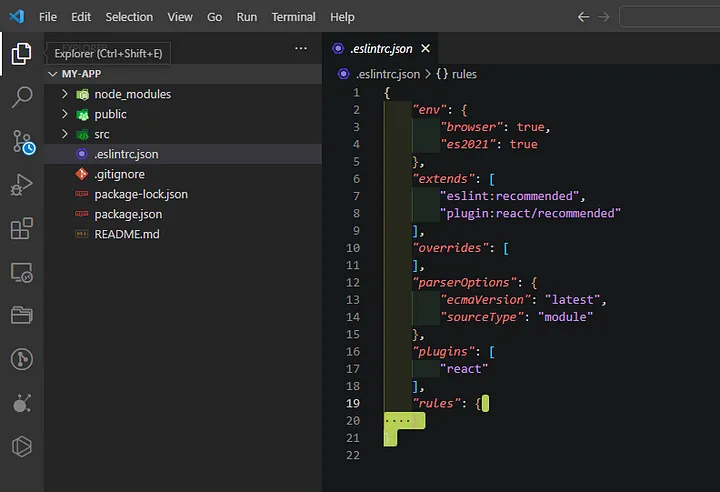 File Edit Selection View Go Run Terminal Help
Explorer (Ctrl+Shift+E)
MY-APP
node_modules
public
src
.eslintrc.json
.gitignore
package-lock.json
package.json
README.md
.eslintrc.json
.eslintrc.json > {} rules
1 {
2 "env": {
3 "browser": true,
4 "es2021": true
5 },
6 "extends": [
7 "eslint:recommended",
8 "plugin:react/recommended"
9 ],
10 "overrides": [
11 ],
12 "parserOptions": {
13 "ecmaVersion": "latest",
14 "sourceType": "module"
15 },
16 "plugins": [
17 "react"
18 ],
19 "rules": {
20
21
22